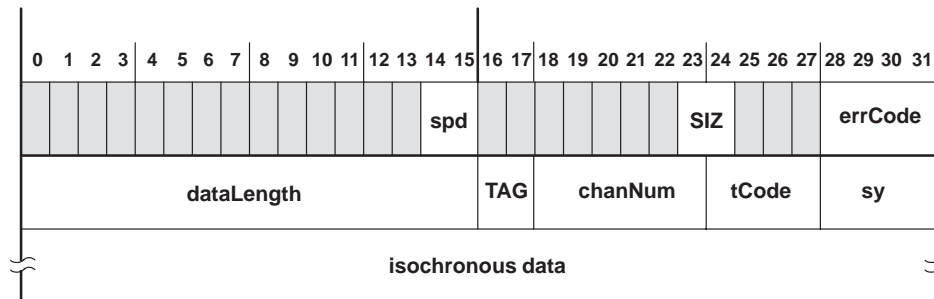 0 1 2 3 4 5 6 7 8 9 10 11 12 13 14 15 16 17 18 19 20 21 22 23 24 25 26 27 28 29 30 31
spd SIZ errCode
dataLength TAG chanNum tCode sy
isochronous data